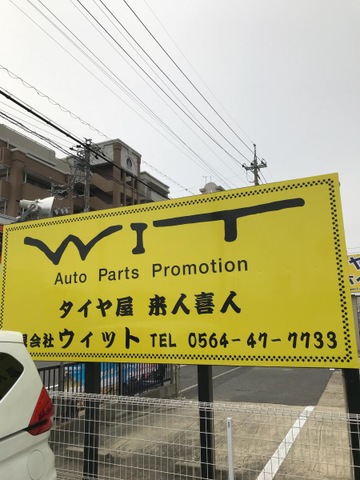 WIT
Auto Parts Promotion
タイヤ屋 来人喜人
限会社ウィット TEL 0564-47-7733